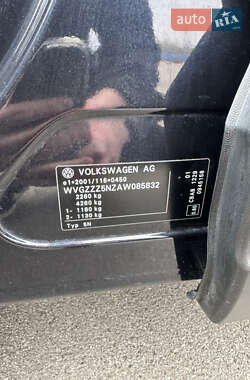 AUTO RIA
VOLKSWAGEN AG
e1*2001/116*0450
WVGZZZ5NZAW085832
2260 kg
4260 kg
1- 1160 kg
2- 1130 kg
Typ 5N